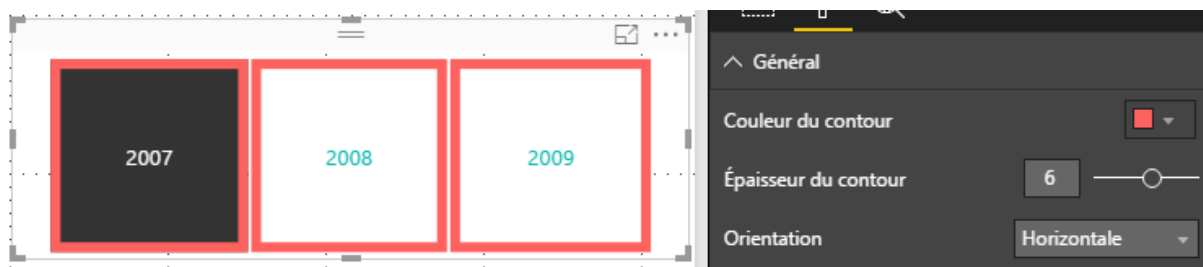 2007 2008 2009
Général
Couleur du contour
Épaisseur du contour 6
Orientation Horizontale